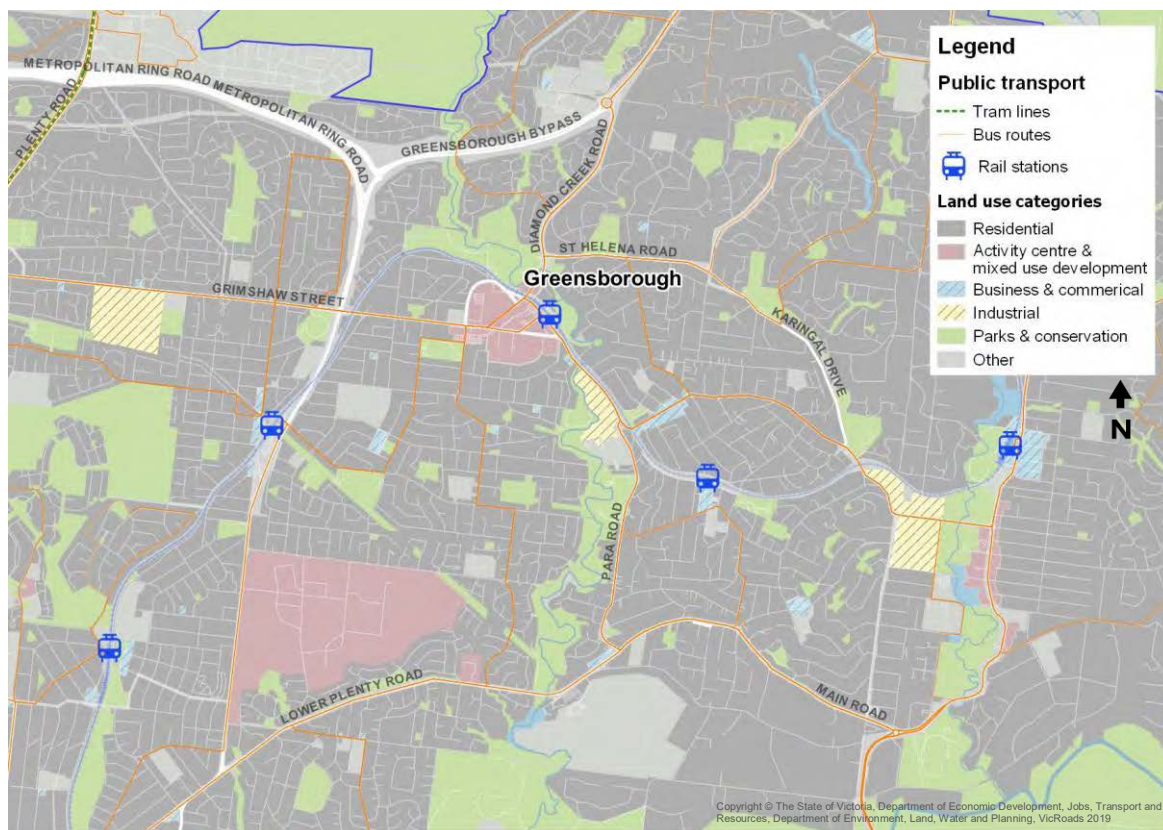 METROPOLITAN RING ROAD
METROPOLITAN RING ROAD
PLENTY ROAD
GREENSBOROUGH BYPASS
DIAMOND CREEK ROAD
ST HELENA ROAD
Greensborough
GRIMSHAW STREET
KARINGAL DRIVE
PARA ROAD
LOWER PLENTY ROAD
MAIN ROAD
Legend
Public transport
Tram lines
Bus routes
Rail stations
Land use categories
Residential
Activity centre &
mixed use development
Business & commerical
Industrial
Parks & conservation
Other
N
Copyright © The State of Victoria, Department of Economic Development, Jobs, Transport and
Resources, Department of Environment, Land, Water and Planning, VicRoads 2019